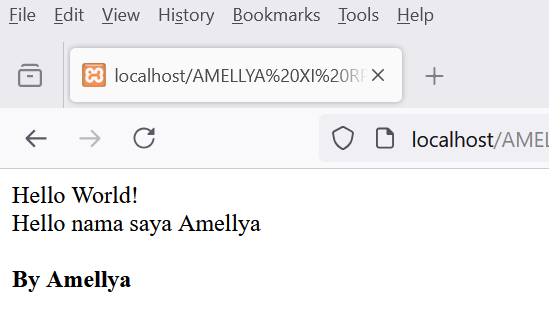 File Edit View History Bookmarks Tools Help
localhost/AMELLYA%20XI%20RP
localhost/AMEL
Hello World!
Hello nama saya Amellya
By Amellya